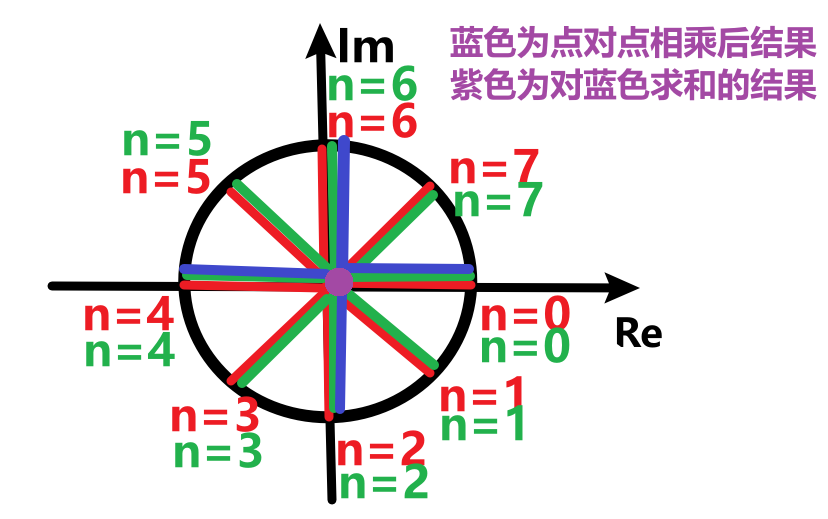 Im
蓝色为点对点相乘后结果
紫色为对蓝色求和的结果
n=6
n=6
n=5
n=5
n=7
n=7
n=4
n=4
n=0
n=0
Re
n=3
n=3
n=1
n=1
n=2
n=2